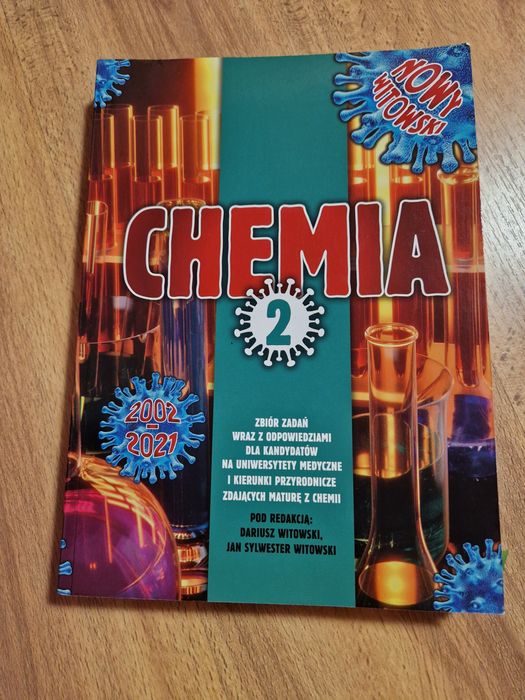 NOWY
WITOWSKI
CHEMIA
2
2002
-
2021
ZBIÓR ZADAŃ
WRAZ Z ODPOWIEDZIAMI
DLA KANDYDATÓW
NA UNIWERSYTETY MEDYCZNE
I KIERUNKI PRZYRODNICZE
ZDAJĄCYCH MATURĘ Z CHEMII
POD REDAKCJĄ:
DARIUSZ WITOWSKI,
JAN SYLWESTER WITOWSKI